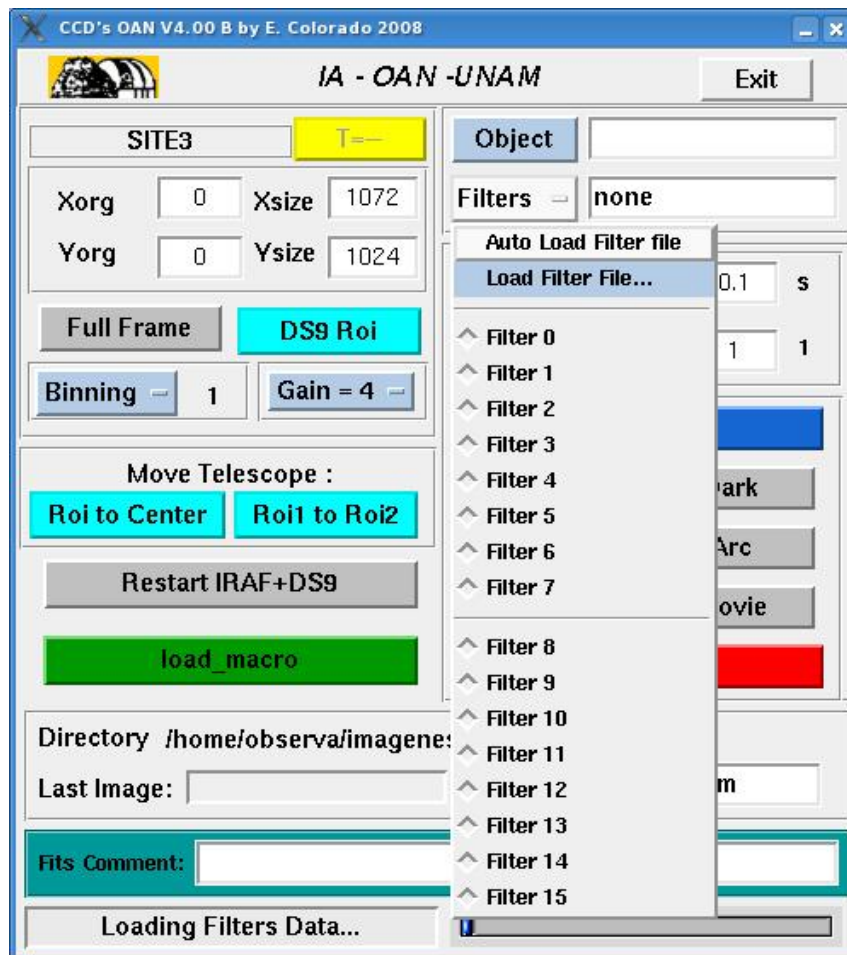 CCD's OAN V4.00 B by E. Colorado 2008
IA - OAN -UNAM
Exit
SITE3
T=--
Xorg 0 Xsize 1072
Yorg 0 Ysize 1024
Full Frame
DS9 Roi
Binning 1
Gain = 4
Move Telescope :
Roi to Center
Roi1 to Roi2
Restart IRAF+DS9
load_macro
Object
Filters none
Auto Load Filter file
Load Filter File...
Filter 0
Filter 1
Filter 2
Filter 3
Filter 4
Filter 5
Filter 6
Filter 7
Filter 8
Filter 9
Filter 10
Filter 11
Filter 12
Filter 13
Filter 14
Filter 15
0.1 s
1 1
ark
Arc
ovie
Directory /home/observa/imagenes
Last Image:
m
Fits Comment:
Loading Filters Data...